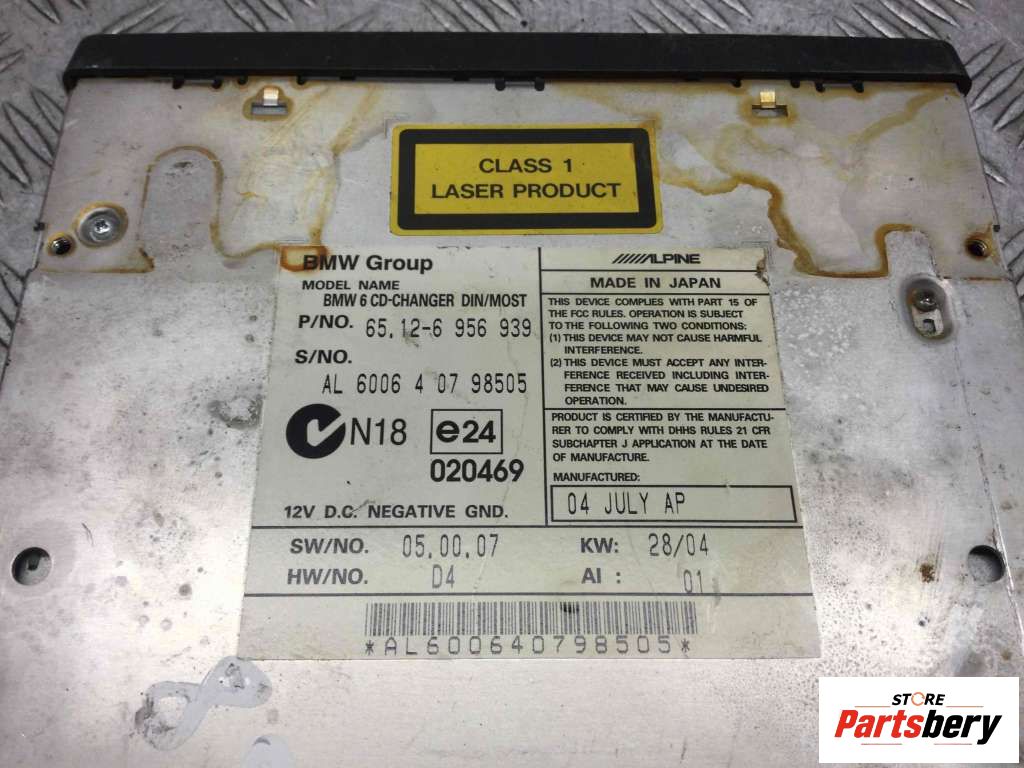 CLASS 1
LASER PRODUCT
BMW Group
MODEL NAME
BMW 6 CD-CHANGER DIN/MOST
P/NO. 65.12-6 956 939
S/NO.
AL 6006 4 07 98505
N18 e24
020469
12V D.C. NEGATIVE GND.
ALPINE
MADE IN JAPAN
THIS DEVICE COMPLIES WITH PART 15 OF
THE FCC RULES. OPERATION IS SUBJECT
TO THE FOLLOWING TWO CONDITIONS:
(1) THIS DEVICE MAY NOT CAUSE HARMFUL
INTERFERENCE.
(2) THIS DEVICE MUST ACCEPT ANY INTER-
FERENCE RECEIVED INCLUDING INTER-
FERENCE THAT MAY CAUSE UNDESIRED
OPERATION.
PRODUCT IS CERTIFIED BY THE MANUFACTU-
RER TO COMPLY WITH DHHS RULES 21 CFR
SUBCHAPTER J APPLICATION AT THE DATE
OF MANUFACTURE.
MANUFACTURED:
04 JULY AP
SW/NO. 05.00.07 KW: 28/04
HW/NO. D4 AI : 01
*AL600640798505*
STORE
Partsbery